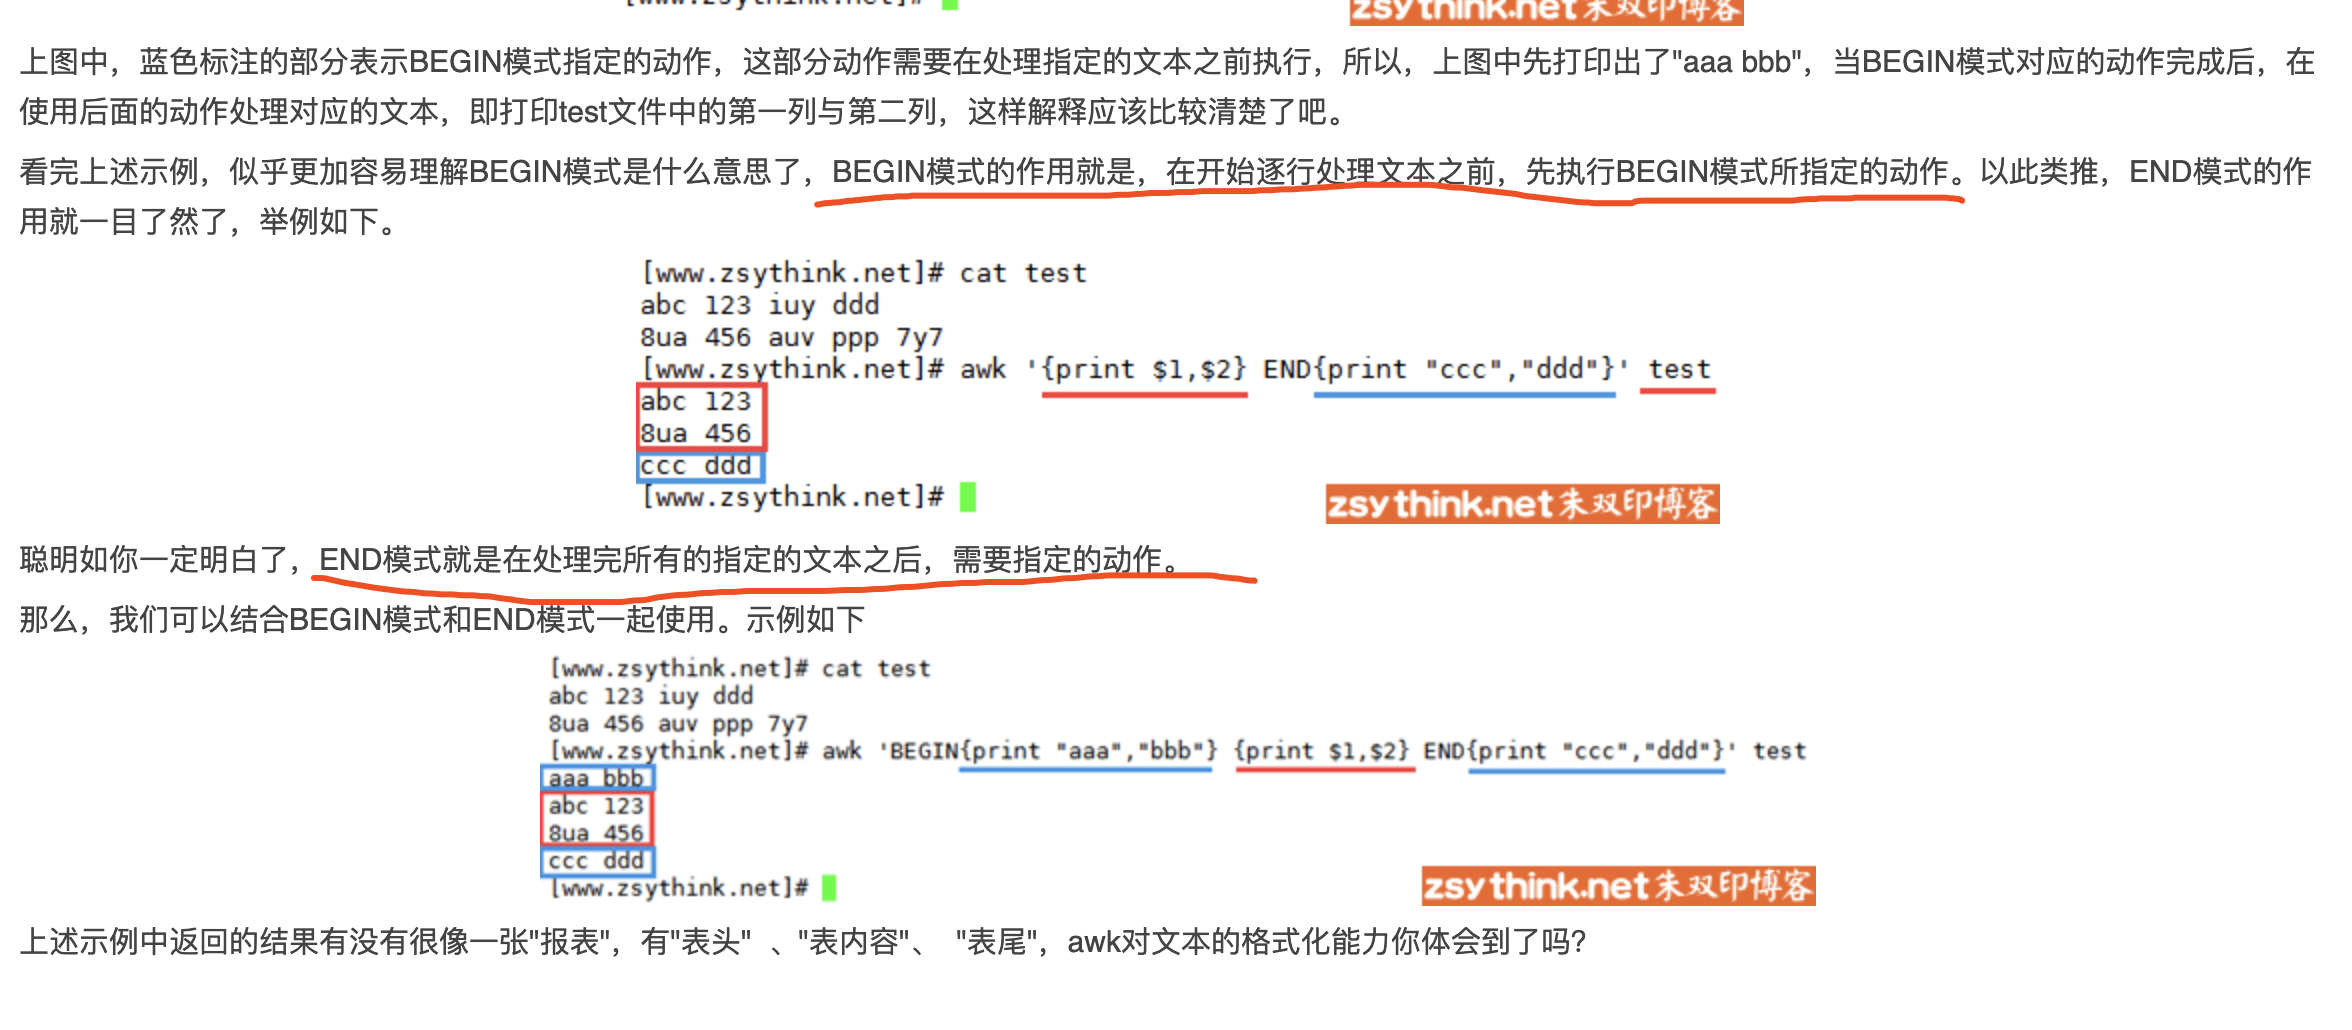 [www.zsythink.net]#
zsythink.net朱双印博客
上图中，蓝色标注的部分表示BEGIN模式指定的动作，这部分动作需要在处理指定的文本之前执行，所以，上图中先打印出了"aaa bbb"，当BEGIN模式对应的动作完成后，在
使用后面的动作处理对应的文本，即打印test文件中的第一列与第二列，这样解释应该比较清楚了吧。
看完上述示例，似乎更加容易理解BEGIN模式是什么意思了，BEGIN模式的作用就是，在开始逐行处理文本之前，先执行BEGIN模式所指定的动作。以此类推，END模式的作
用就一目了然了，举例如下。
[www.zsythink.net]# cat test
abc 123 iuy ddd
8ua 456 auv ppp 7y7
[www.zsythink.net]# awk '{print $1,$2} END{print "ccc","ddd"}' test
abc 123
8ua 456
ccc ddd
[www.zsythink.net]#
zsythink.net朱双印博客
聪明如你一定明白了，END模式就是在处理完所有的指定的文本之后，需要指定的动作。
那么，我们可以结合BEGIN模式和END模式一起使用。示例如下
[www.zsythink.net]# cat test
abc 123 iuy ddd
8ua 456 auv ppp 7y7
[www.zsythink.net]# awk 'BEGIN{print "aaa","bbb"} {print $1,$2} END{print "ccc","ddd"}' test
aaa bbb
abc 123
8ua 456
ccc ddd
[www.zsythink.net]#
zsythink.net朱双印博客
上述示例中返回的结果有没有很像一张"报表"，有"表头" 、"表内容"、 "表尾"，awk对文本的格式化能力你体会到了吗?